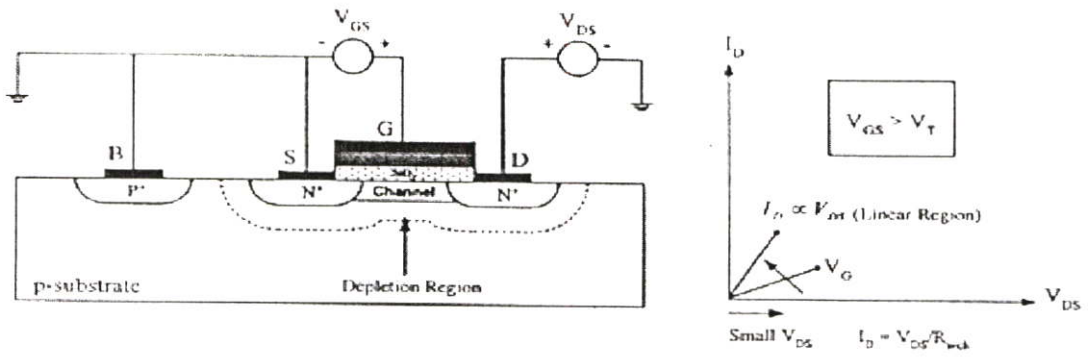 V_GS
- +
V_DS
+ -
B
S
G
D
P⁺
N⁺
Channel
N⁺
p-substrate
Depletion Region
I_D
V_GS > V_T
I_D ∝ V_DS (Linear Region)
V_G
V_DS
Small V_DS
I_D = V_DS/R